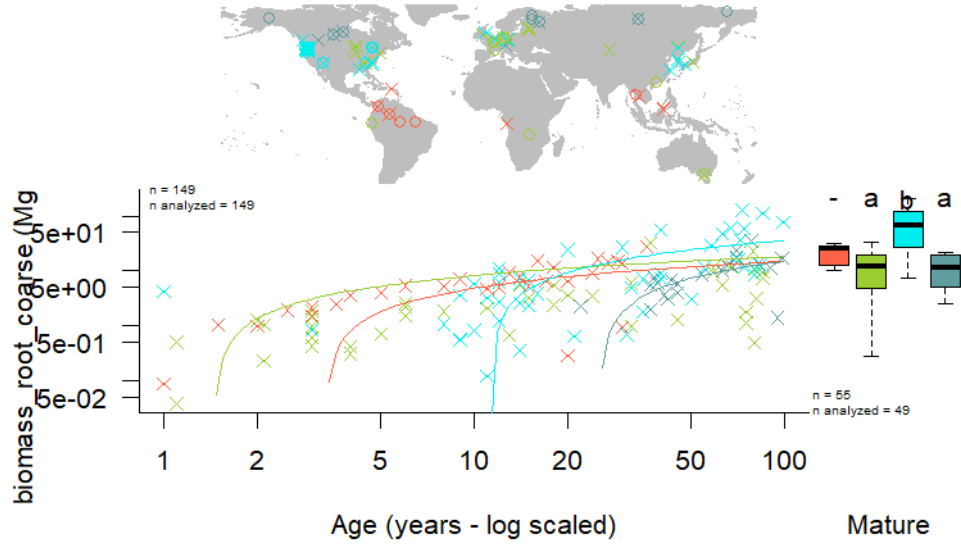 n = 149
n analyzed = 149
biomass_root_coarse (Mg
5e+01
5e+00
5e-01
5e-02
- a b a
n = 55
n analyzed = 49
1 2 5 10 20 50 100
Age (years - log scaled) Mature